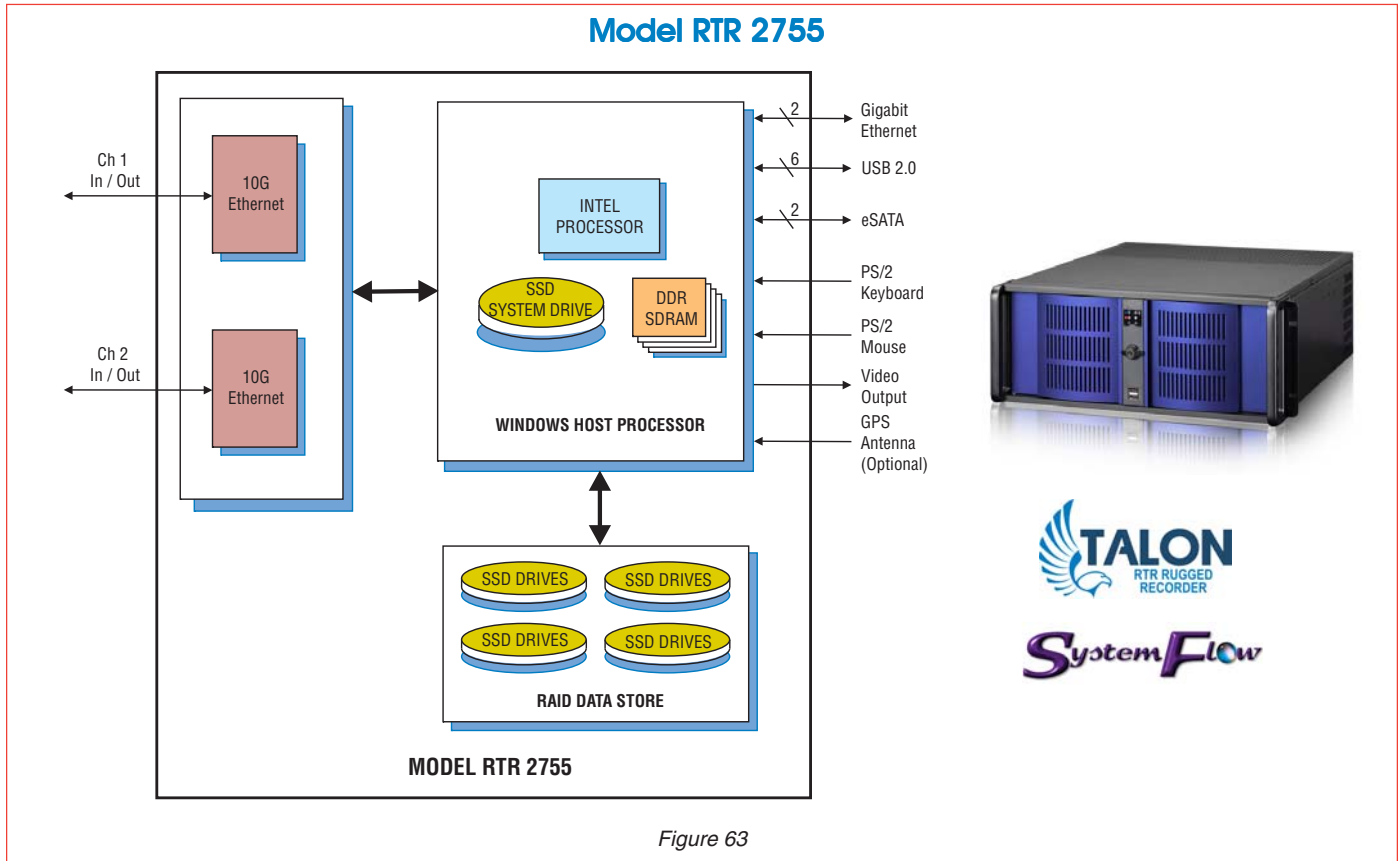 Model RTR 2755
Ch 1
In / Out
10G
Ethernet
Ch 2
In / Out
10G
Ethernet
INTEL
PROCESSOR
SSD
SYSTEM DRIVE
DDR
SDRAM
WINDOWS HOST PROCESSOR
2
Gigabit
Ethernet
6
USB 2.0
2
eSATA
PS/2
Keyboard
PS/2
Mouse
Video
Output
GPS
Antenna
(Optional)
SSD DRIVES
SSD DRIVES
SSD DRIVES
SSD DRIVES
RAID DATA STORE
MODEL RTR 2755
TALON
RTR RUGGED
RECORDER
SystemFlow
Figure 63